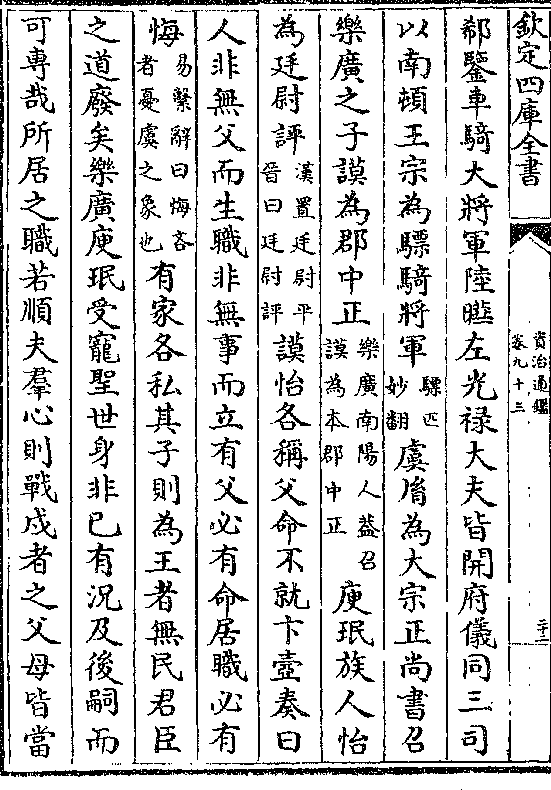 欽定四庫全書
資治通鑑
卷九十三
二十二
郗鑒車騎大將軍陸曄左光禄大夫皆開府儀同三司
以南頓王宗為驃騎將軍驃匹妙翻虞𦙍為大宗正尚書召
樂廣之子謨為郡中正樂廣南陽人葢召謨為本郡中正庾珉族人怡
為廷尉評漢置廷尉平晉曰廷尉評謨怡各稱父命不就卞壼奏曰
人非無父而生職非無事而立有父必有命居職必有
悔易繫辭曰悔吝者憂虞之象也有家各私其子則為王者無民君臣
之道廢矣樂廣庾珉受寵聖世身非已有況及後嗣而
可專哉所居之職若順夫羣心則戰戍者之父母皆當